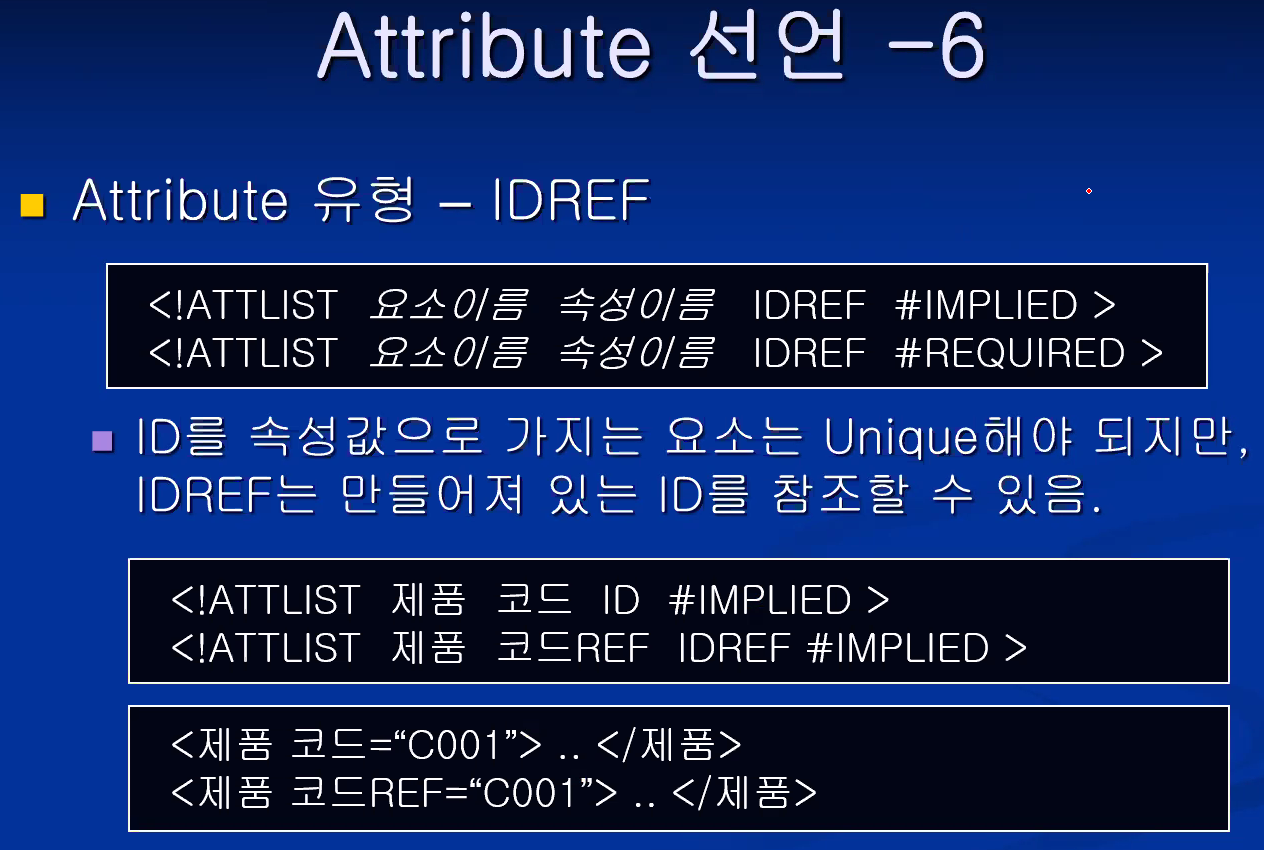 Attribute 선언 -6
Attribute 유형 – IDREF
<!ATTLIST 요소이름 속성이름 IDREF #IMPLIED >
<!ATTLIST 요소이름 속성이름 IDREF #REQUIRED >
ID를 속성값으로 가지는 요소는 Unique해야 되지만,
IDREF는 만들어져 있는 ID를 참조할 수 있음.
<!ATTLIST 제품 코드 ID #IMPLIED >
<!ATTLIST 제품 코드REF IDREF #IMPLIED >
<제품 코드=“C001”> .. </제품>
<제품 코드REF=“C001”> .. </제품>